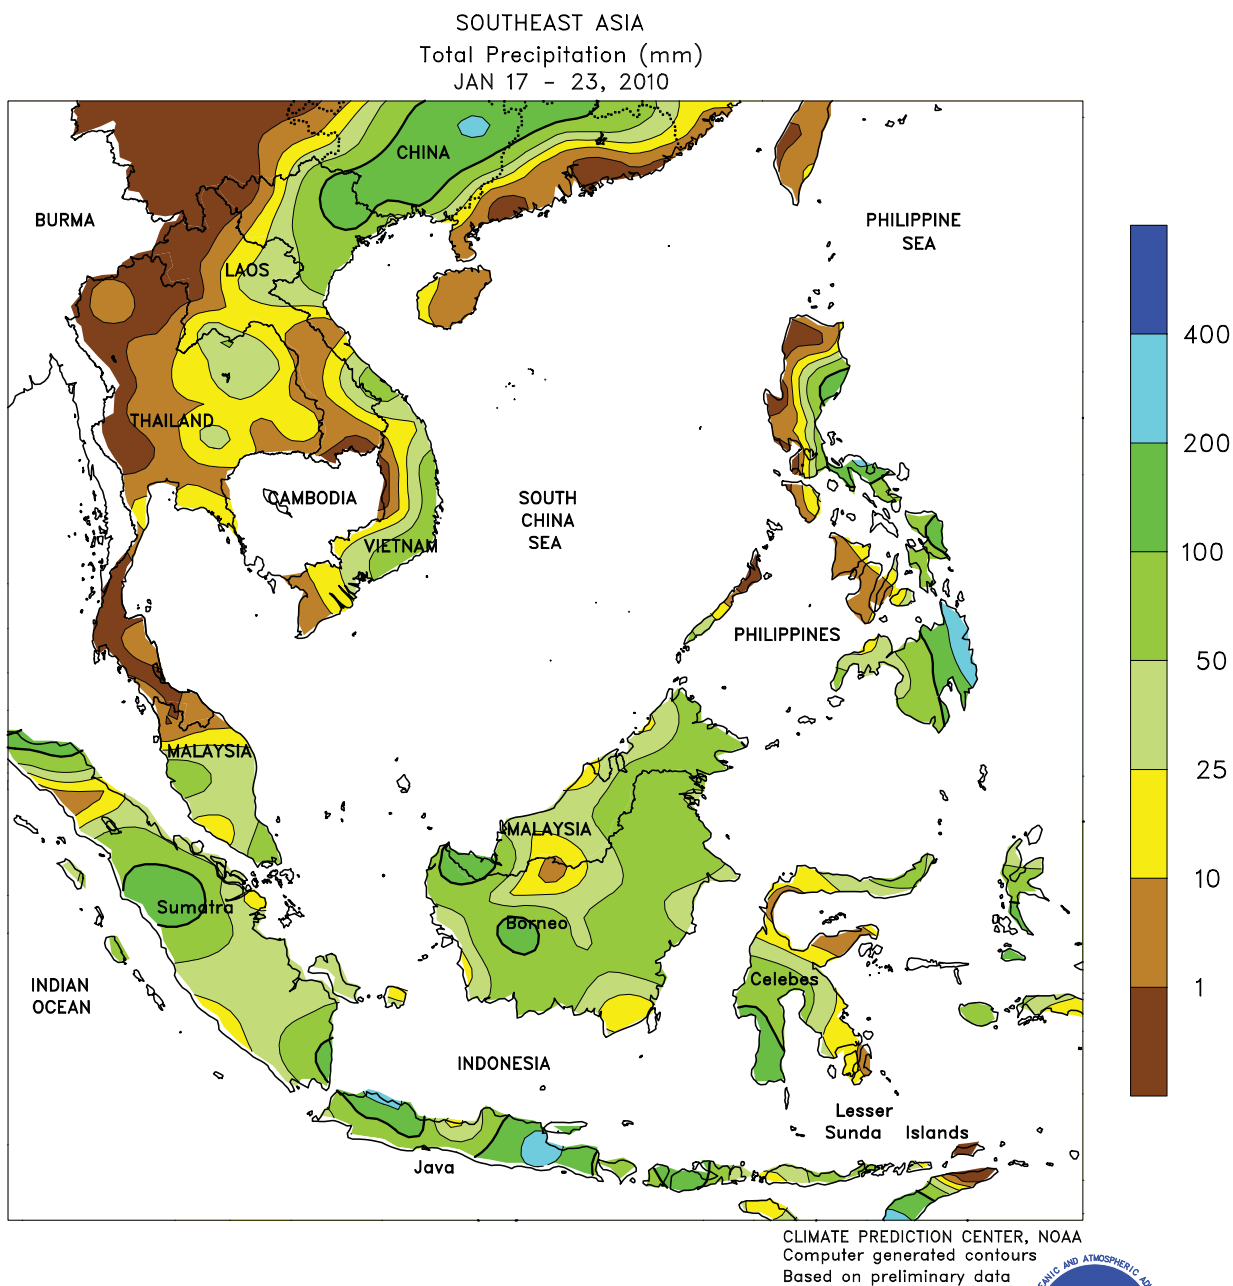 SOUTHEAST ASIA
Total Precipitation (mm)
JAN 17 - 23, 2010
CHINA
BURMA
PHILIPPINE
SEA
LAOS
400
THAILAND
200
CAMBODIA
SOUTH
CHINA
SEA
VIETNAM
100
PHILIPPINES
50
MALAYSIA
25
MALAYSIA
10
Sumatra
Borneo
Celebes
INDIAN
OCEAN
1
INDONESIA
Lesser
Sunda Islands
Java
CLIMATE PREDICTION CENTER, NOAA
Computer generated contours
Based on preliminary data
AND ATMOSPHERIC